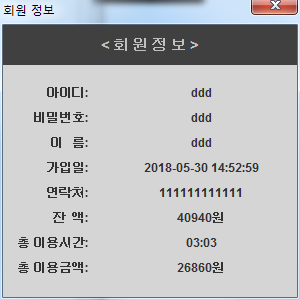 회원 정보
<회원정보>
아이디: ddd
비밀번호: ddd
이 름: ddd
가입일: 2018-05-30 14:52:59
연락처: 111111111111
잔 액: 40940원
총 이용시간: 03:03
총 이용금액: 26860원